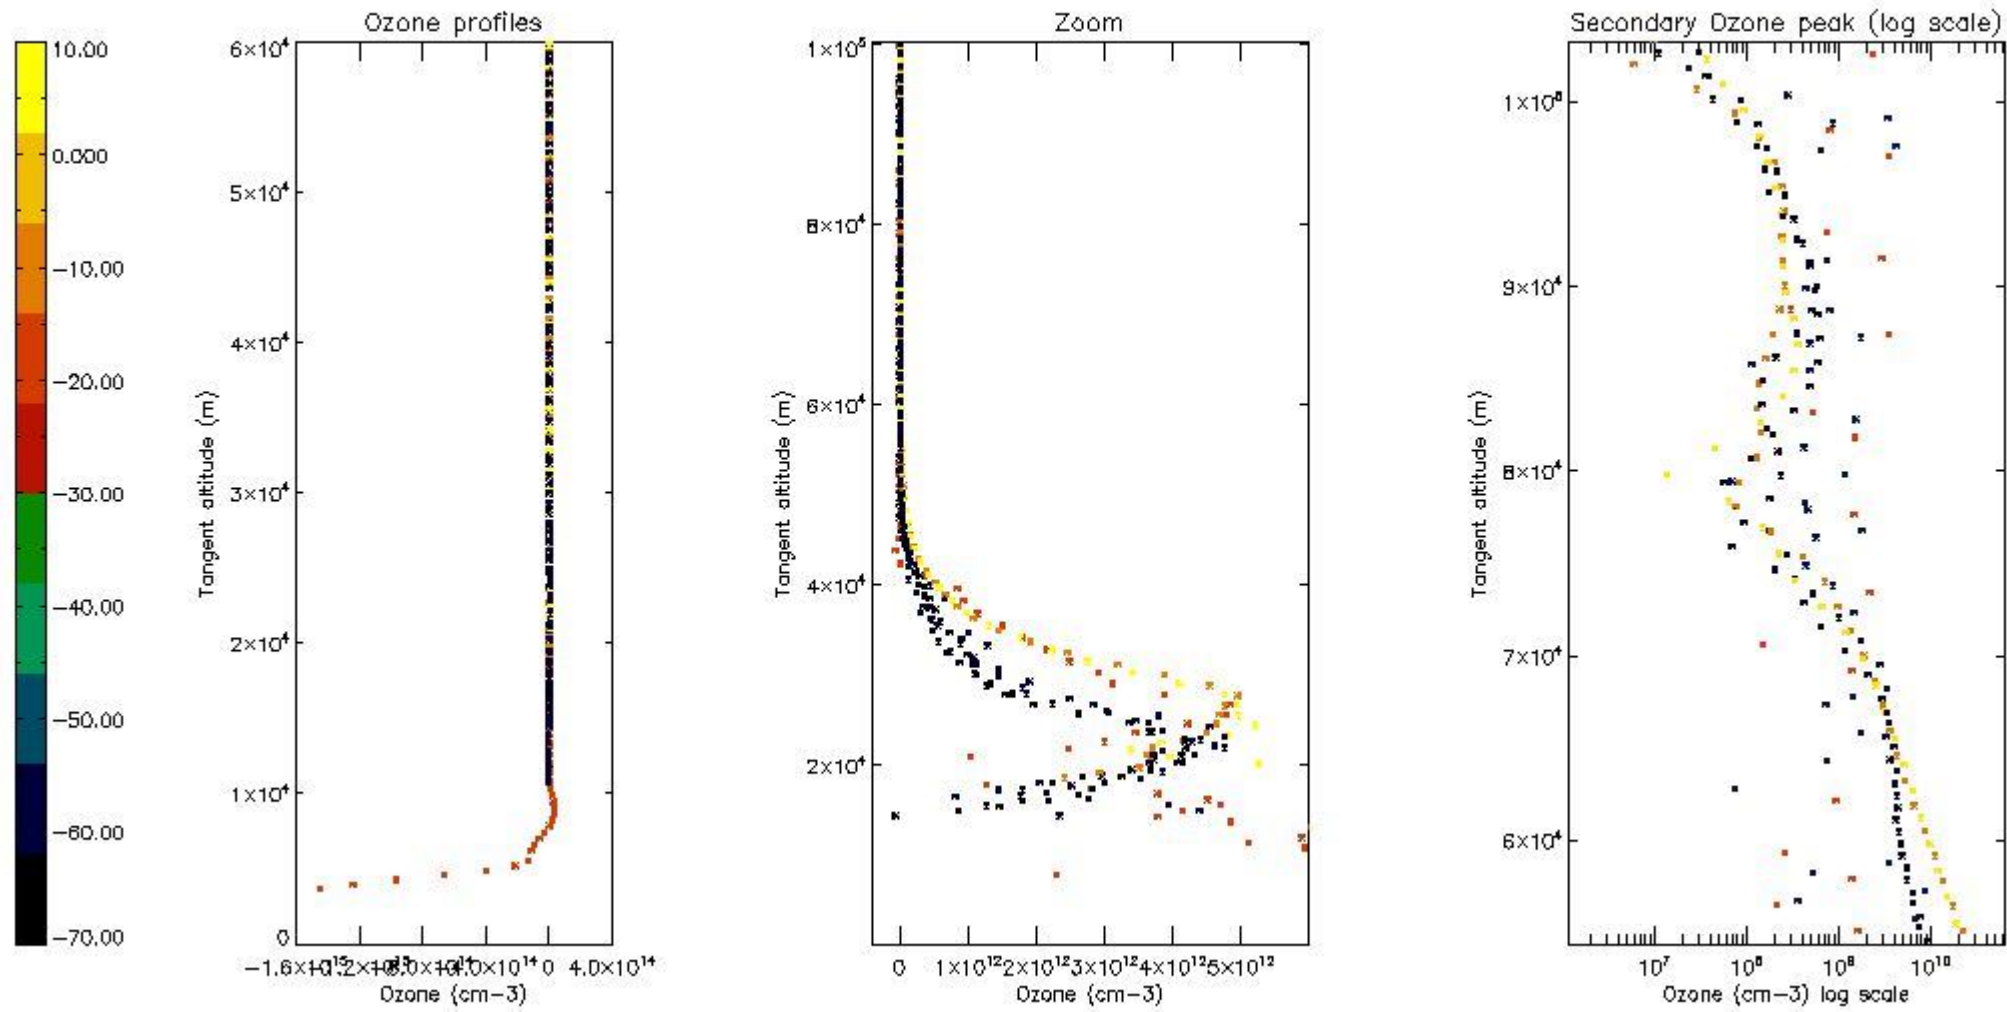 Ozone profiles
Zoom
Secondary Ozone peak (log scale)
10.00
0.000
−10.00
−20.00
−30.00
−40.00
−50.00
−60.00
−70.00
6×10⁴
5×10⁴
4×10⁴
3×10⁴
2×10⁴
1×10⁴
0
Tangent altitude (m)
0 4.0×10¹⁴
Ozone (cm−3)
1×10⁵
8×10⁴
6×10⁴
4×10⁴
2×10⁴
Tangent altitude (m)
0 1×10¹² 2×10¹² 3×10¹² 4×10¹² 5×10¹²
Ozone (cm−3)
9×10⁴
8×10⁴
7×10⁴
6×10⁴
Tangent altitude (m)
10⁷ 10⁸ 10⁹ 10¹⁰
Ozone (cm−3) log scale